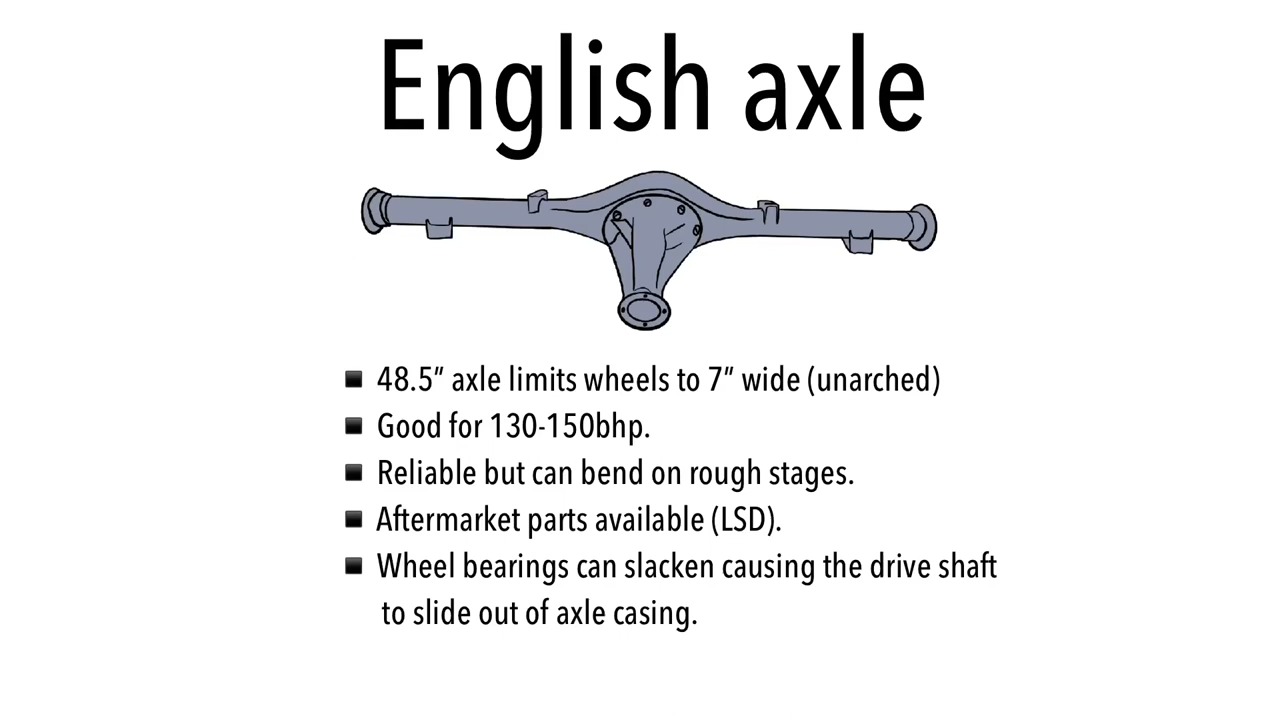 English axle
▪ 48.5” axle limits wheels to 7” wide (unarched)
▪ Good for 130-150bhp.
▪ Reliable but can bend on rough stages.
▪ Aftermarket parts available (LSD).
▪ Wheel bearings can slacken causing the drive shaft
to slide out of axle casing.